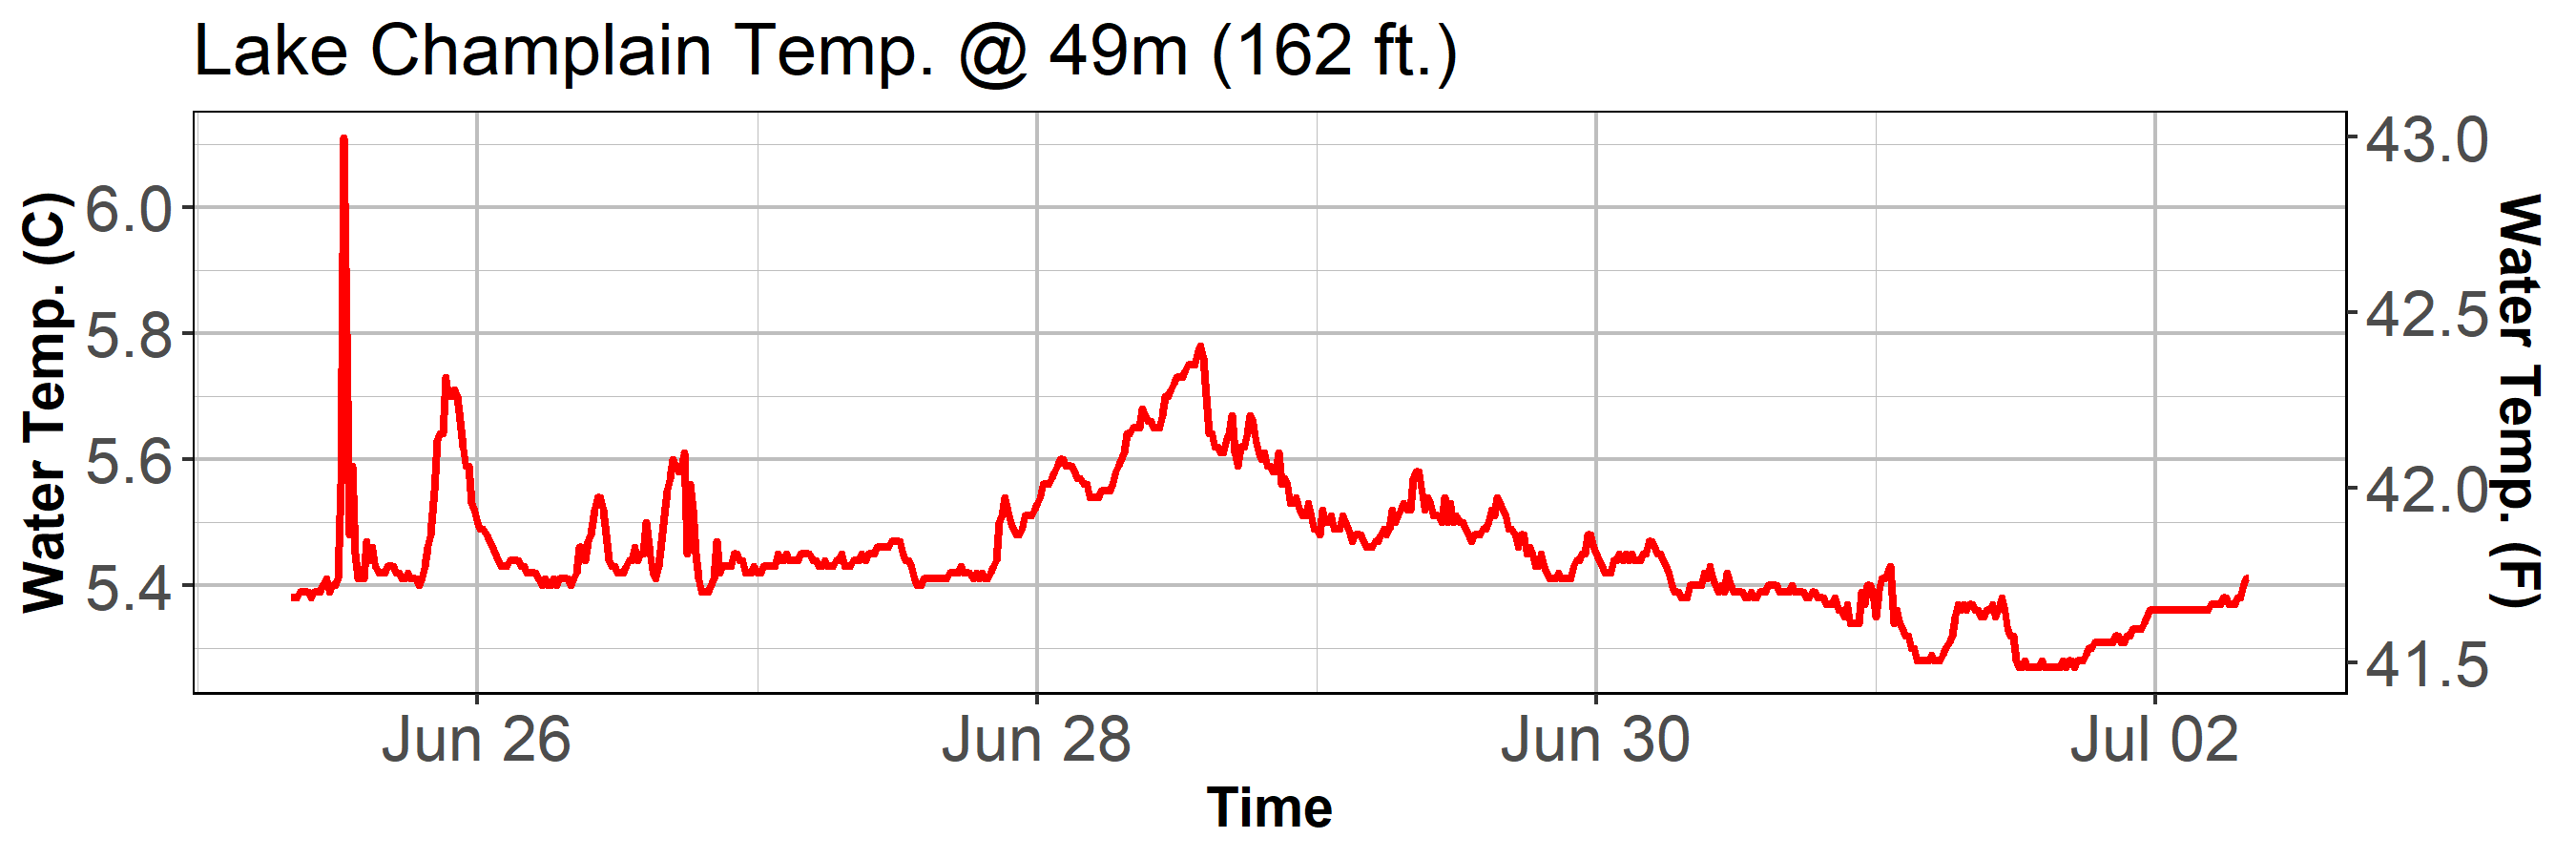 Lake Champlain Temp. @ 49m (162 ft.)
Water Temp. (C)
6.0
5.8
5.6
5.4
43.0
42.5
42.0
41.5
Water Temp. (F)
Jun 26
Jun 28
Jun 30
Jul 02
Time